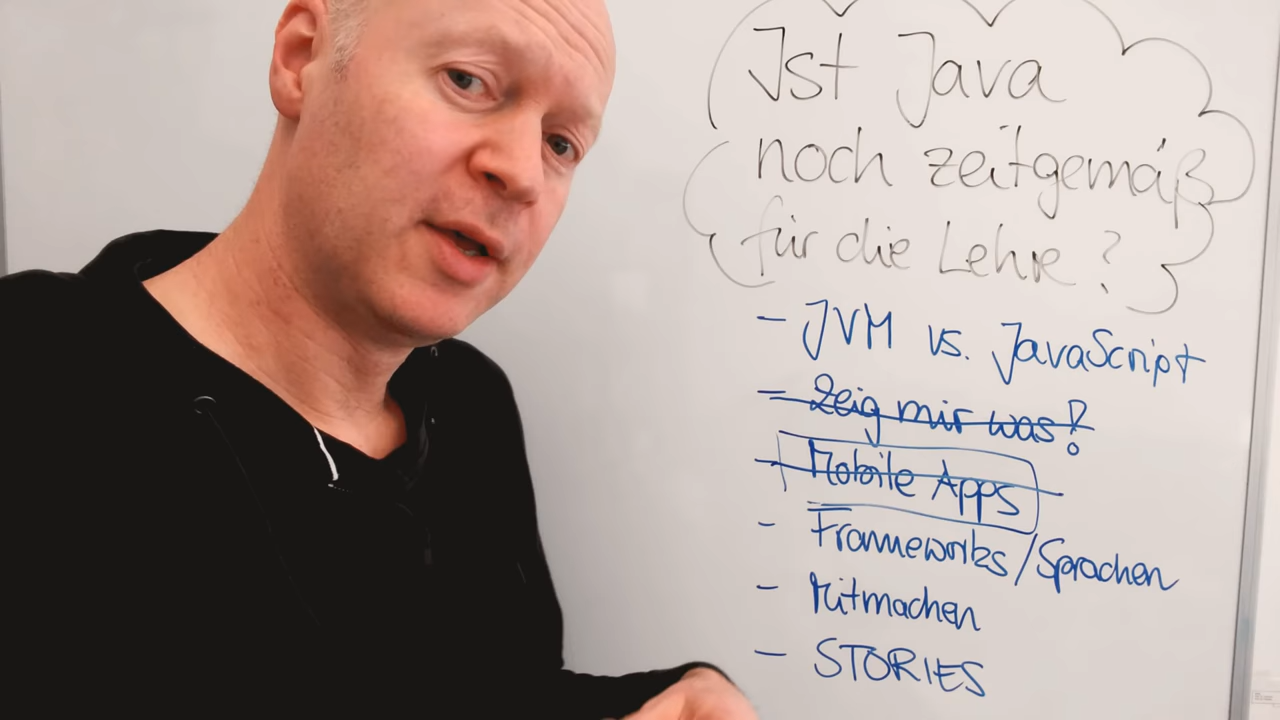 Ist Java
noch zeitgemäß
für die Lehre?
- JVM vs. JavaScript
- Zeig mir was!
- Mobile Apps
- Frameworks/Sprachen
- Mitmachen
- STORIES